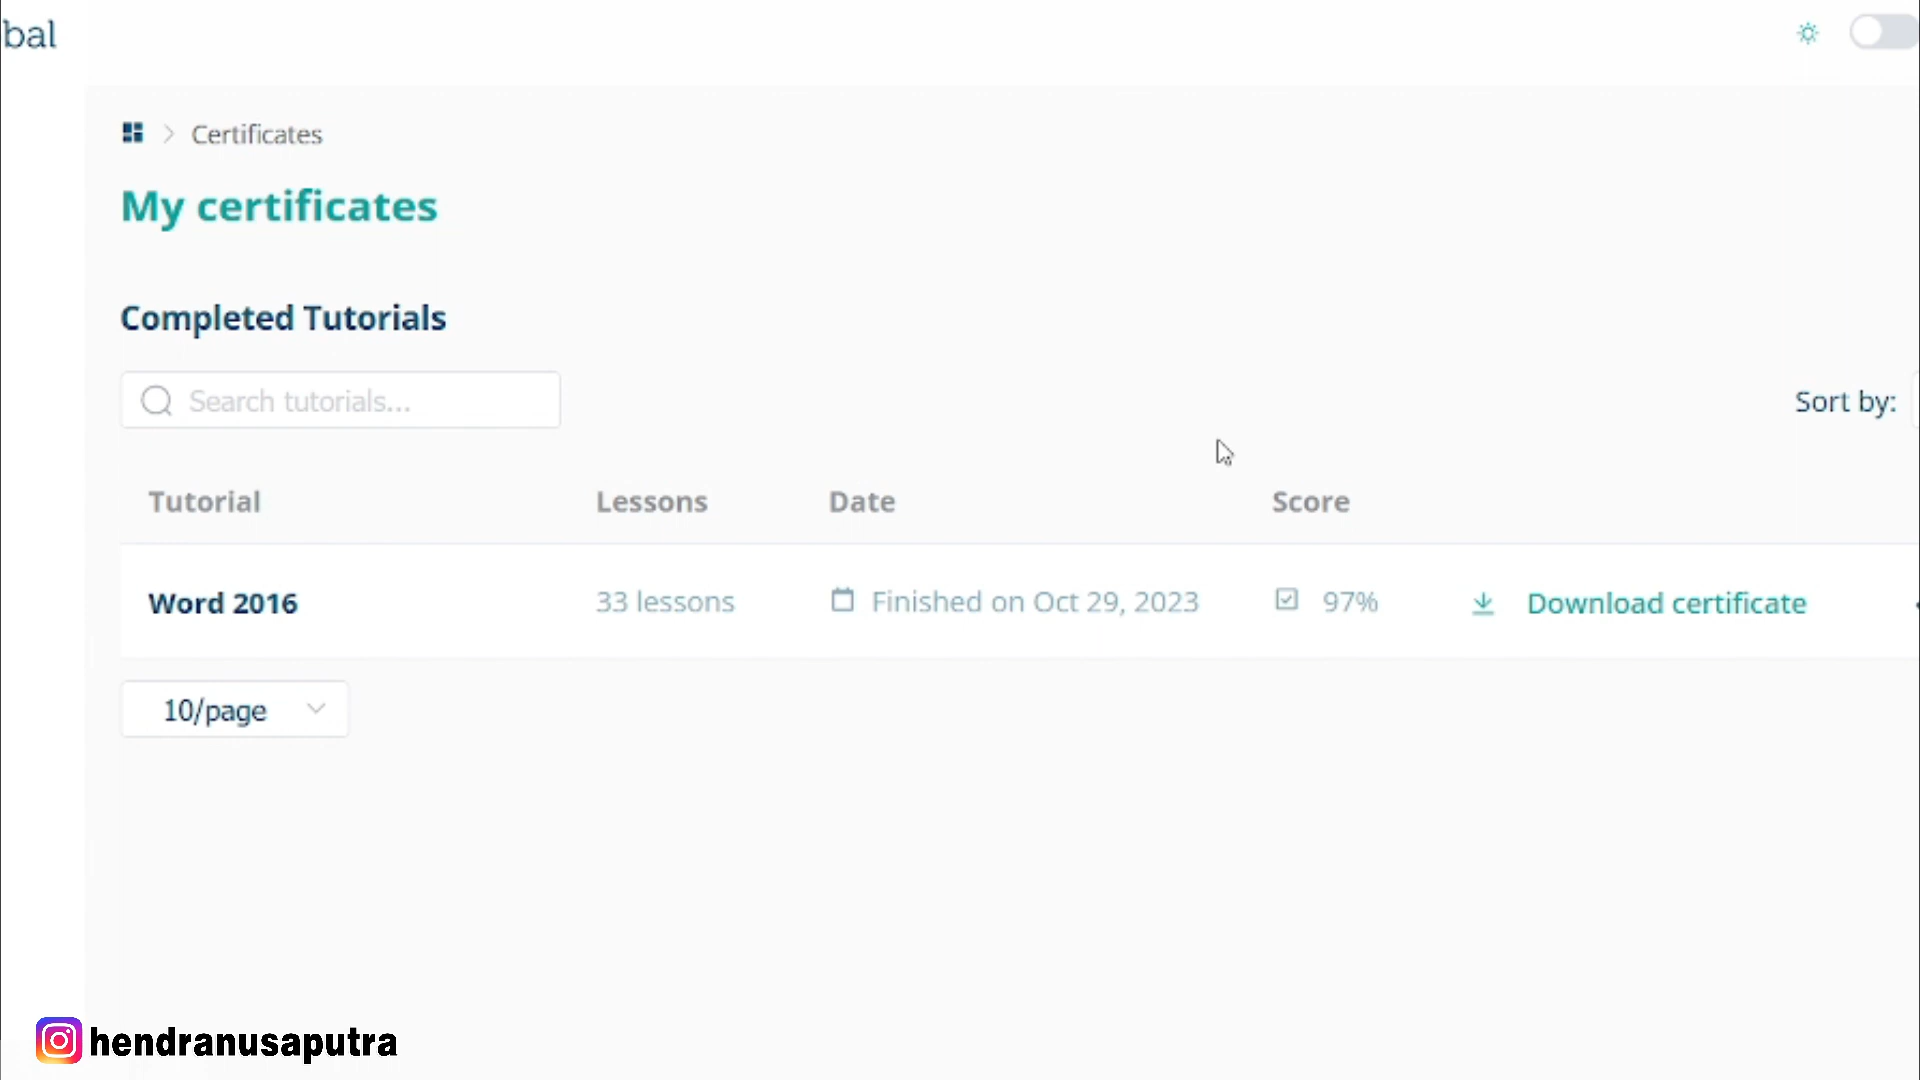 bal
Certificates
My certificates
Completed Tutorials
Search tutorials...
Sort by:
Tutorial Lessons Date Score
Word 2016 33 lessons Finished on Oct 29, 2023 97% Download certificate
10/page
hendranusaputra